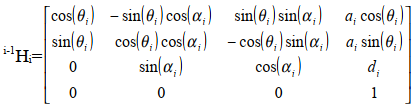 i-1Hi= [ cos(θi) − sin(θi)cos(αi) sin(θi)sin(αi) ai cos(θi)
sin(θi) cos(θi)cos(αi) − cos(θi)sin(αi) ai sin(θi)
0 sin(αi) cos(αi) di
0 0 0 1 ]